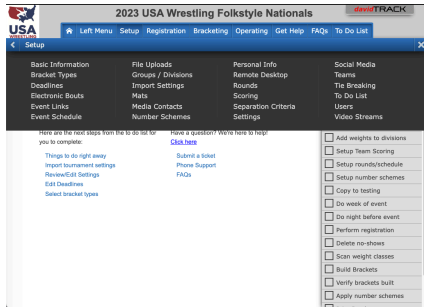 2023 USA Wrestling Folkstyle Nationals
davidTRACK
USA
WRESTLING
Left Menu Setup Registration Bracketing Operating Get Help FAQs To Do List
< Setup X
Basic Information File Uploads Personal Info Social Media
Bracket Types Groups / Divisions Remote Desktop Teams
Deadlines Import Settings Rounds Tie Breaking
Electronic Bouts Mats Scoring To Do List
Event Links Media Contacts Separation Criteria Users
Event Schedule Number Schemes Settings Video Streams
Here are the next steps from the to do list for
you to complete:
Things to do right away
Import tournament settings
Review/Edit Settings
Edit Deadlines
Select bracket types
Have a question? We're here to help!
Click here
Submit a ticket
Phone Support
FAQs
Add weights to divisions
Setup Team Scoring
Setup rounds/schedule
Setup number schemes
Copy to testing
Do week of event
Do night before event
Perform registration
Delete no-shows
Scan weight classes
Build Brackets
Verify brackets built
Apply number schemes